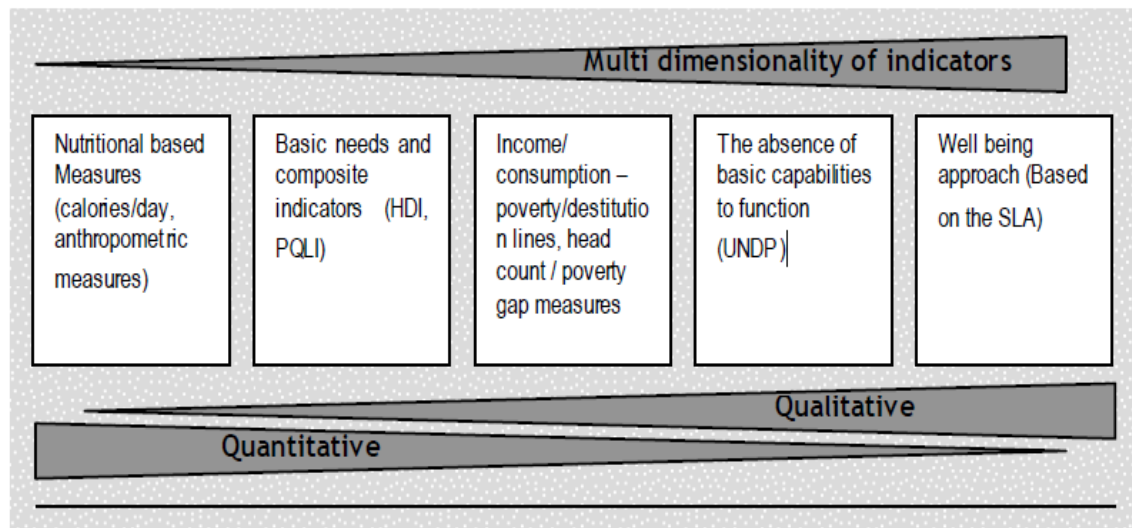 Multi dimensionality of indicators
Nutritional based
Measures
(calories/day,
anthropometric
measures)
Basic needs and
composite
indicators (HDI,
PQLI)
Income/
consumption –
poverty/destitutio
n lines, head
count / poverty
gap measures
The absence of
basic capabilities
to function
(UNDP)
Well being
approach (Based
on the SLA)
Qualitative
Quantitative